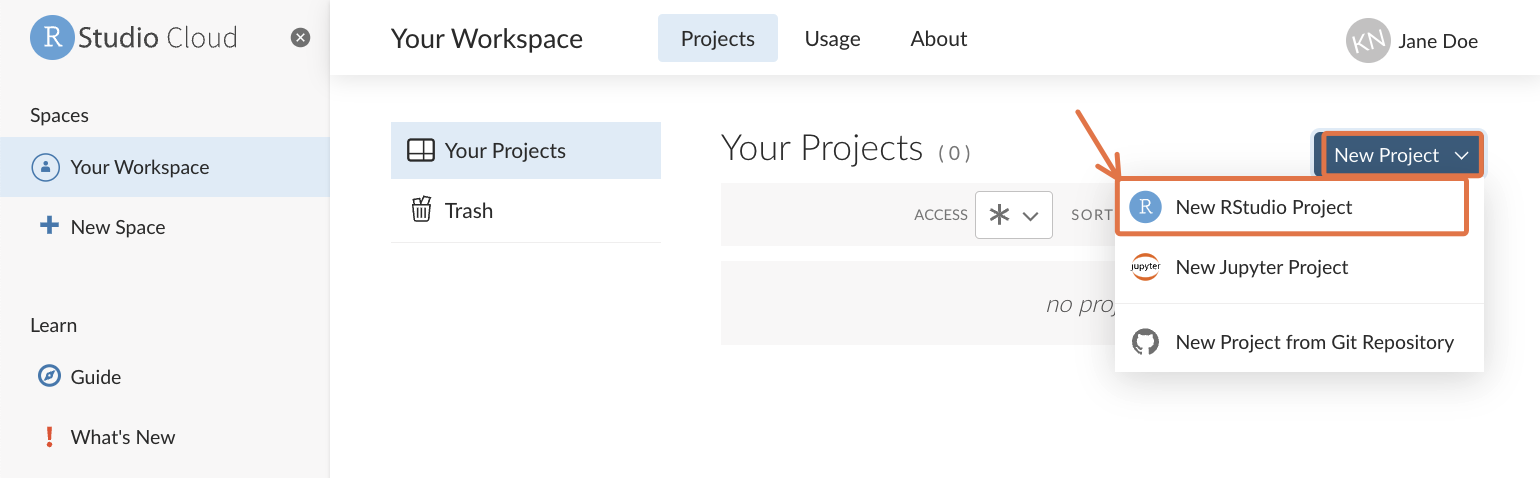 R Studio Cloud
Spaces
Your Workspace
New Space
Learn
Guide
What's New
Your Workspace
Projects
Usage
About
KN
Jane Doe
Your Projects
Trash
Your Projects (0)
New Project
ACCESS
SORT
no proj
R
New RStudio Project
jupyter
New Jupyter Project
New Project from Git Repository